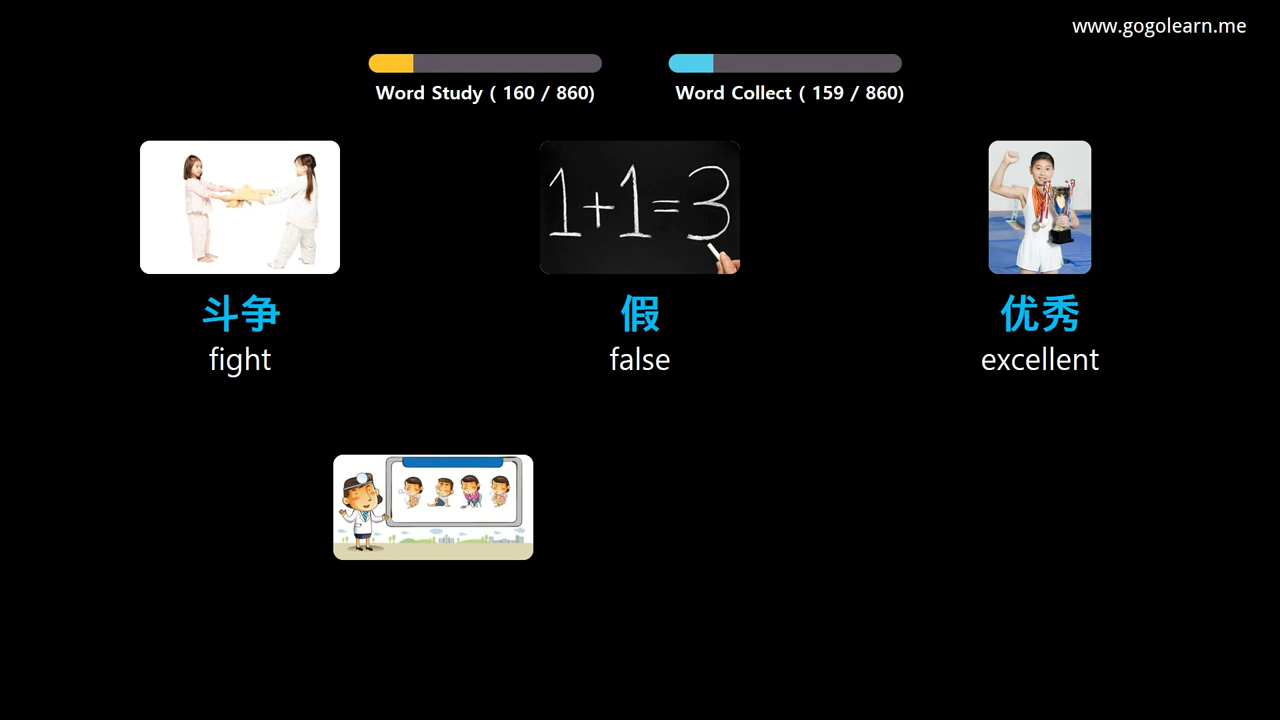 www.gogolearn.me
Word Study ( 160 / 860)
Word Collect ( 159 / 860)
1+1=3
斗争
fight
假
false
优秀
excellent